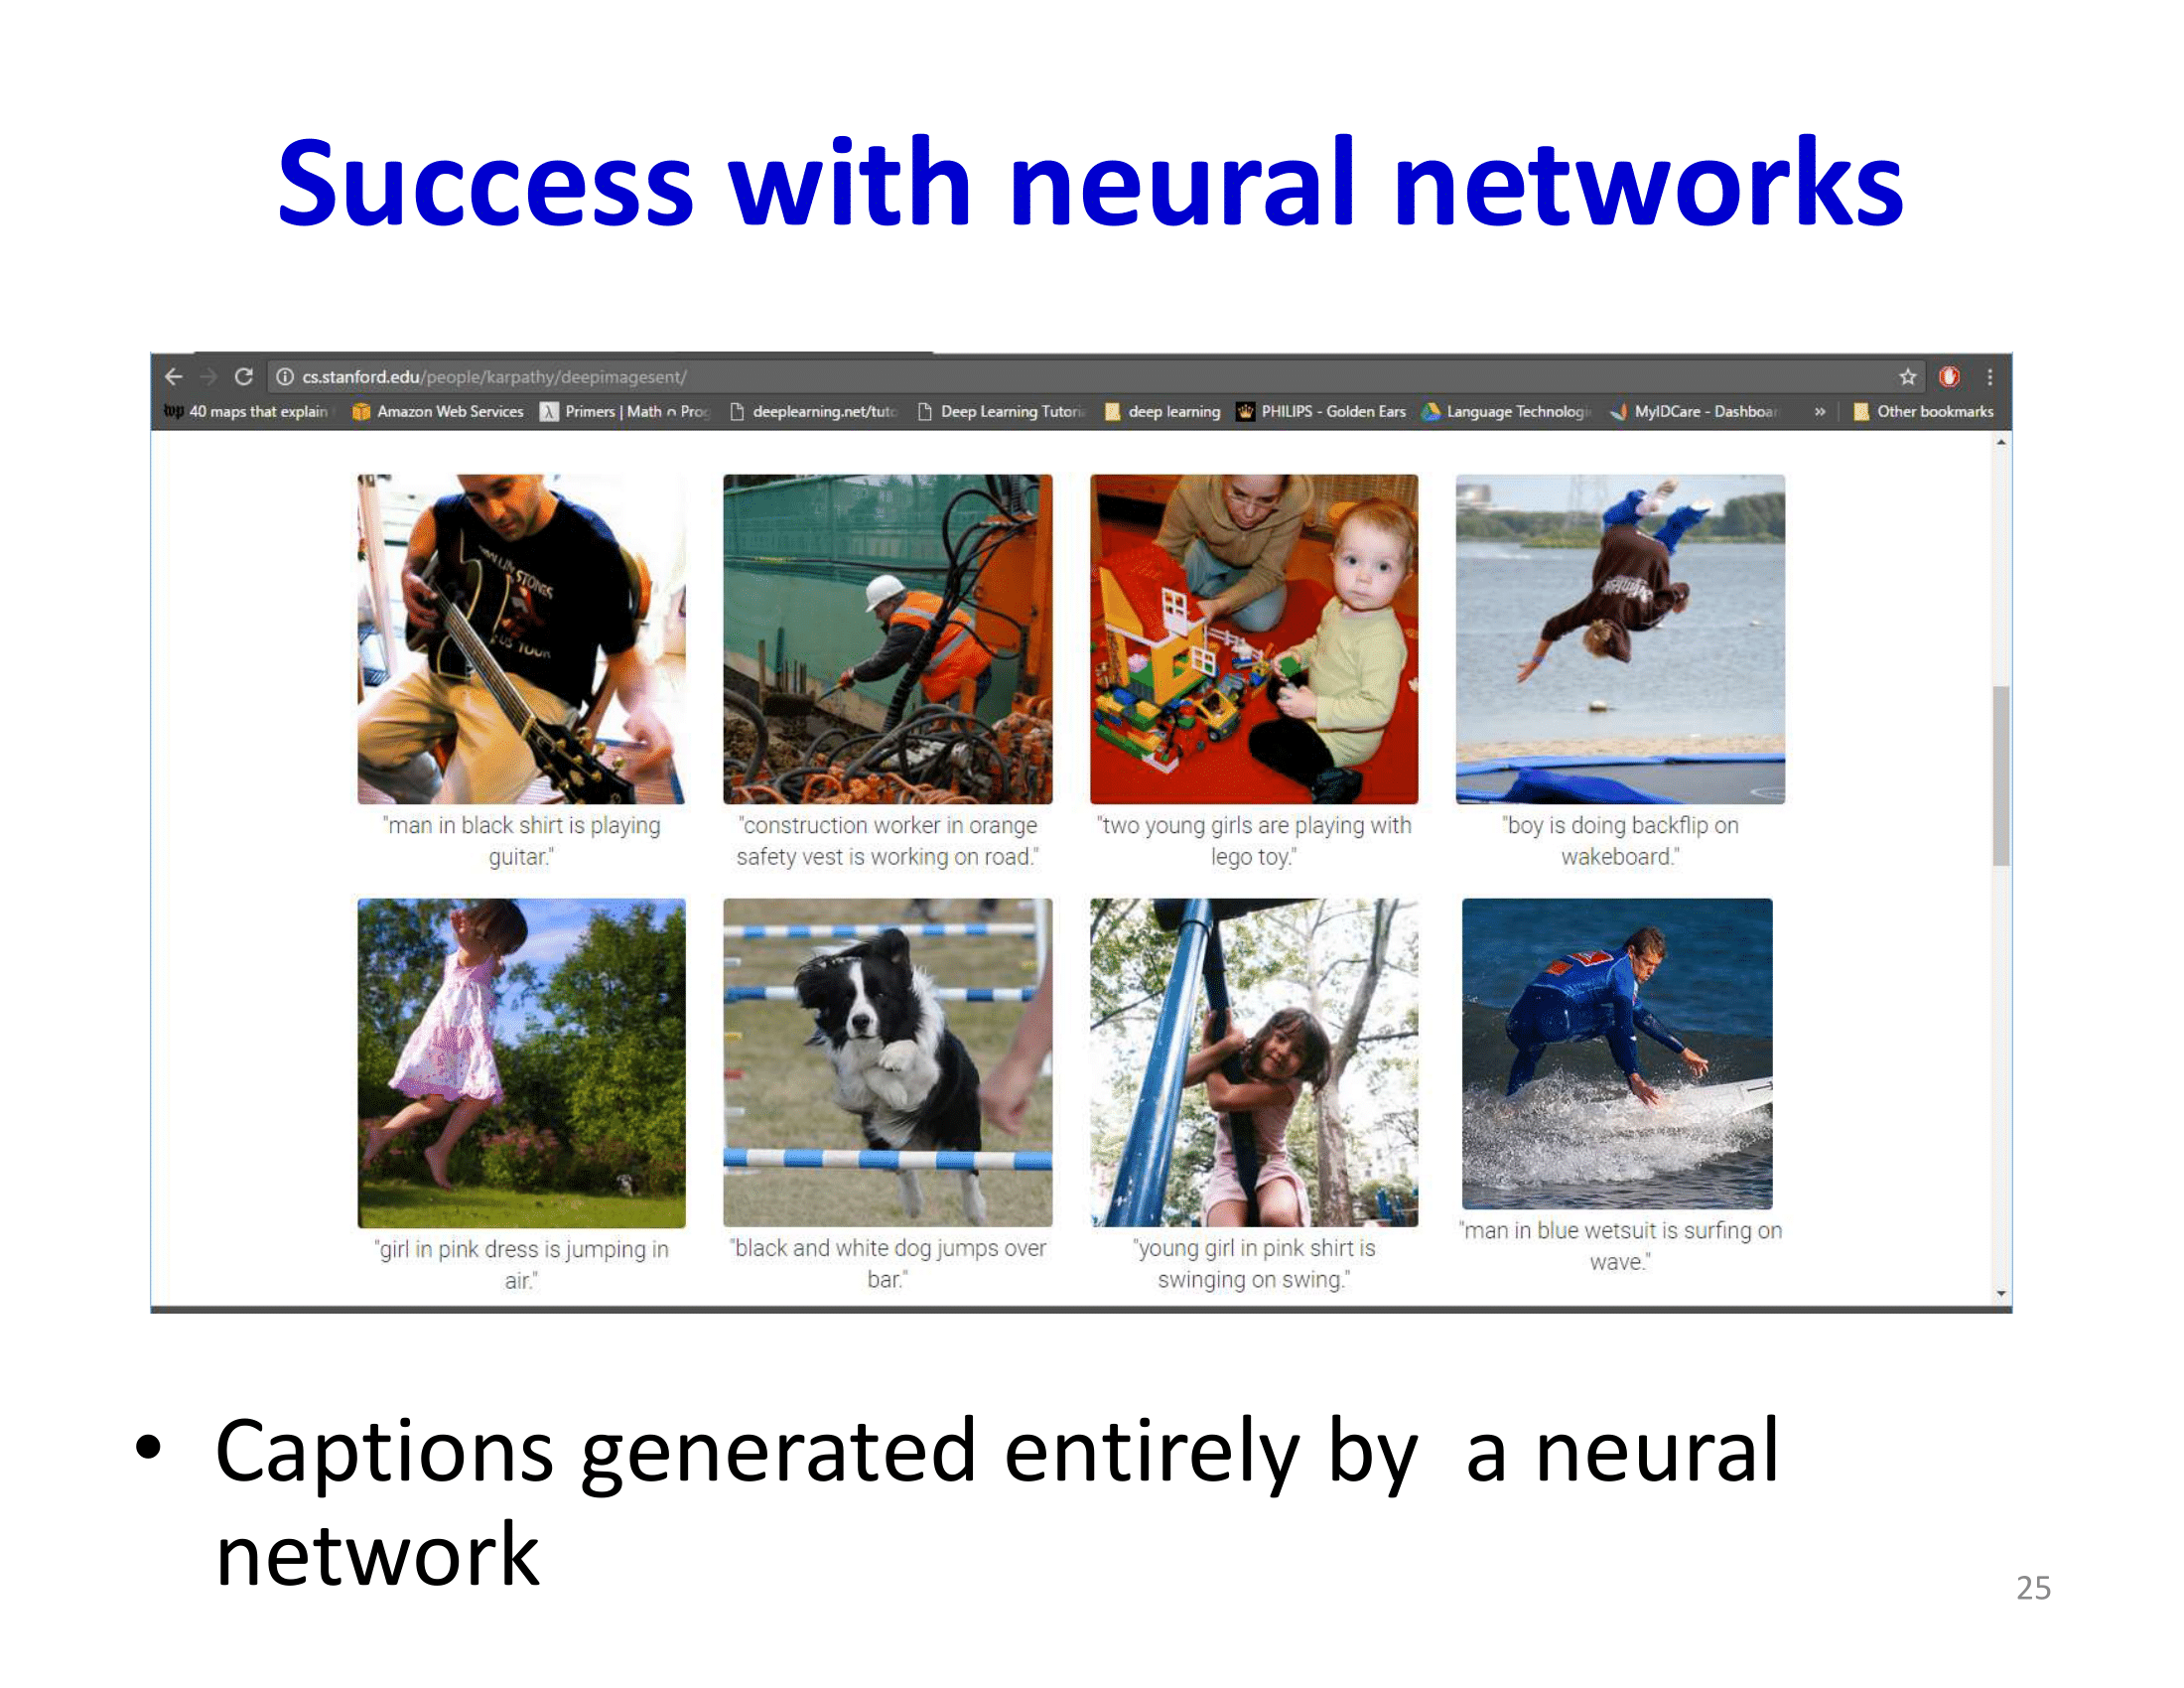 Success with neural networks
cs.stanford.edu/people/karpathy/deepimagesent/
40 maps that explain Amazon Web Services Primers | Math ∩ Prog deeplearning.net/tuto Deep Learning Tutori deep learning PHILIPS - Golden Ears Language Technologi MyIDCare - Dashboar » Other bookmarks
STONES
US TOUR
"man in black shirt is playing
guitar."
"construction worker in orange
safety vest is working on road."
"two young girls are playing with
lego toy."
"boy is doing backflip on
wakeboard."
"girl in pink dress is jumping in
air."
"black and white dog jumps over
bar."
"young girl in pink shirt is
swinging on swing."
"man in blue wetsuit is surfing on
wave."
• Captions generated entirely by a neural
network
25